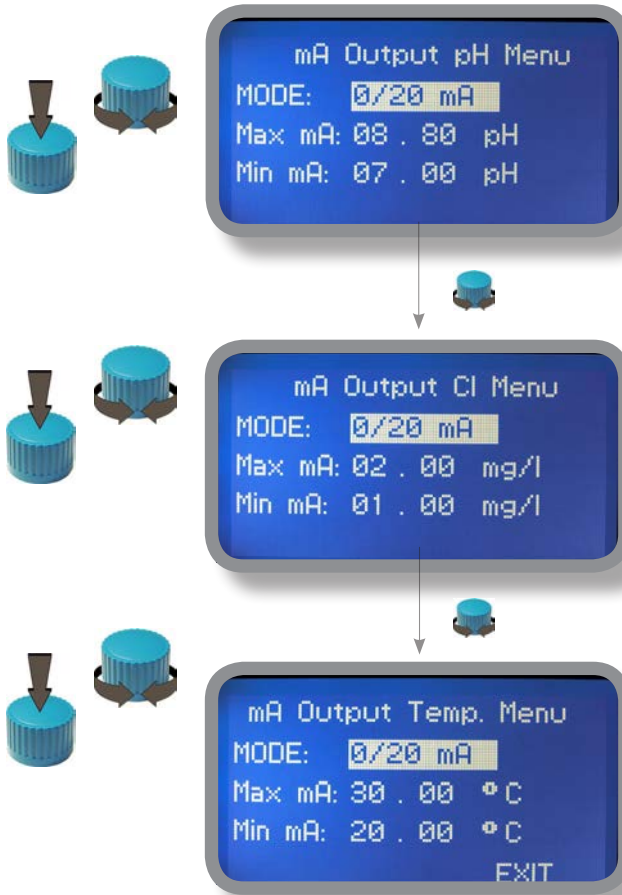 mA Output pH Menu
MODE: 0/20 mA
Max mA: 08 . 80 pH
Min mA: 07 . 00 pH
mA Output Cl Menu
MODE: 0/20 mA
Max mA: 02 . 00 mg/l
Min mA: 01 . 00 mg/l
mA Output Temp. Menu
MODE: 0/20 mA
Max mA: 30 . 00 °C
Min mA: 20 . 00 °C
EXIT